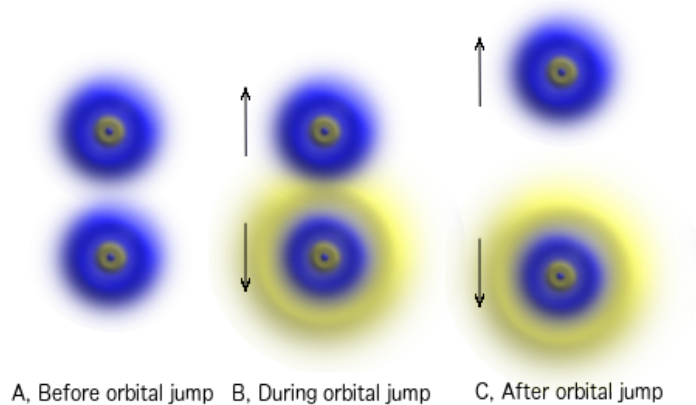 A, Before orbital jump
B, During orbital jump
C, After orbital jump